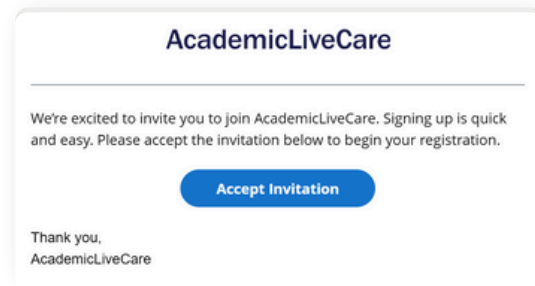 AcademicLiveCare
We're excited to invite you to join AcademicLiveCare. Signing up is quick
and easy. Please accept the invitation below to begin your registration.
Accept Invitation
Thank you,
AcademicLiveCare